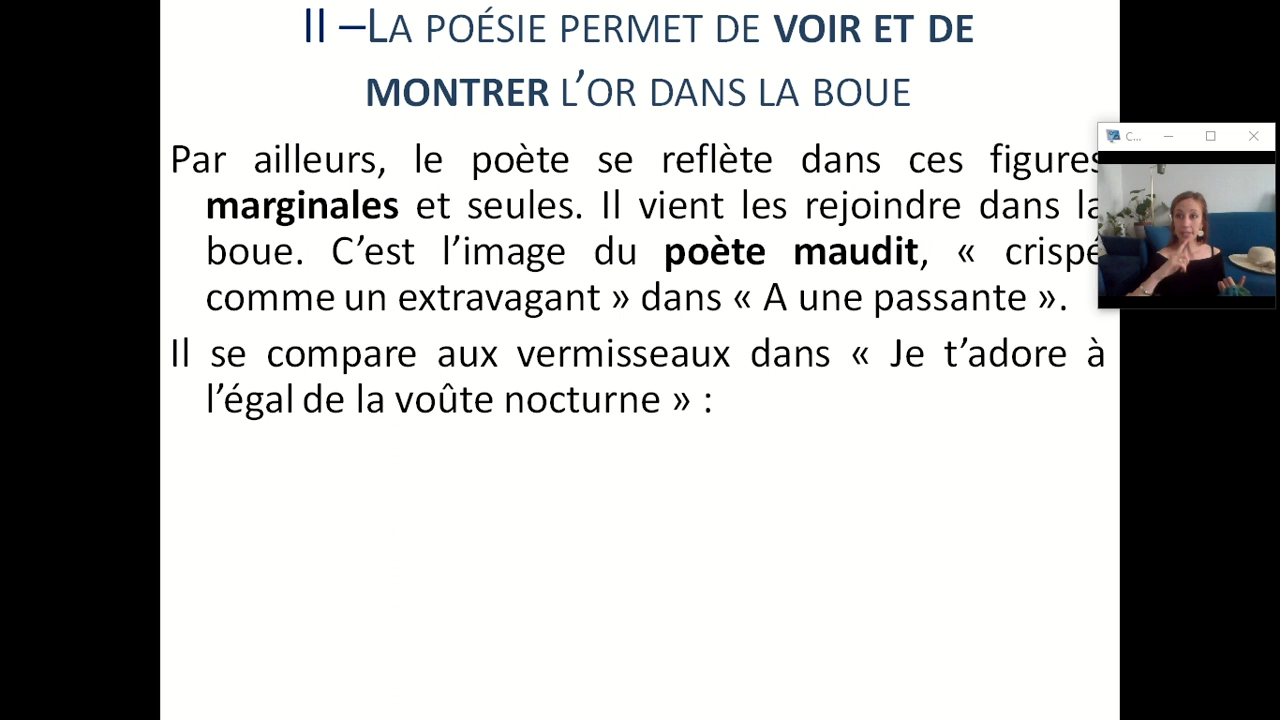 II –LA POÉSIE PERMET DE VOIR ET DE
MONTRER L’OR DANS LA BOUE
Par ailleurs, le poète se reflète dans ces figures
marginales et seules. Il vient les rejoindre dans la
boue. C’est l’image du poète maudit, « crispé
comme un extravagant » dans « A une passante ».
Il se compare aux vermisseaux dans « Je t’adore à
l’égal de la voûte nocturne » :
C...